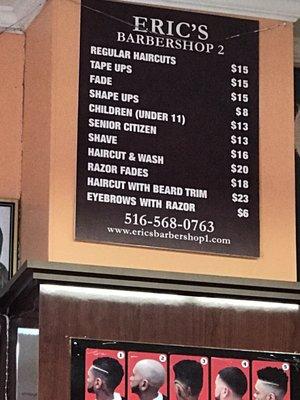 ERIC'S
BARBERSHOP 2
REGULAR HAIRCUTS $15
TAPE UPS $15
FADE $15
SHAPE UPS $8
CHILDREN (UNDER 11) $13
SENIOR CITIZEN $13
SHAVE $16
HAIRCUT & WASH $20
RAZOR FADES $18
HAIRCUT WITH BEARD TRIM $23
EYEBROWS WITH RAZOR $6
516-568-0763
www.ericsbarbershop1.com
1 2